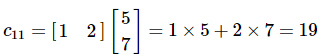 c₁₁ = [1 2] [5 7] = 1 × 5 + 2 × 7 = 19